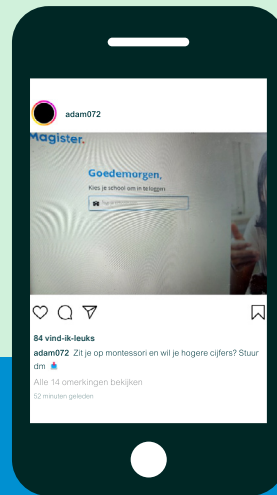 adam072
Magister.
Goedemorgen,
Kies je school om in te loggen
84 vind-ik-leuks
adam072 Zit je op montessori en wil je hogere cijfers? Stuur
dm
Alle 14 omerkingen bekijken
52 minuten geleden